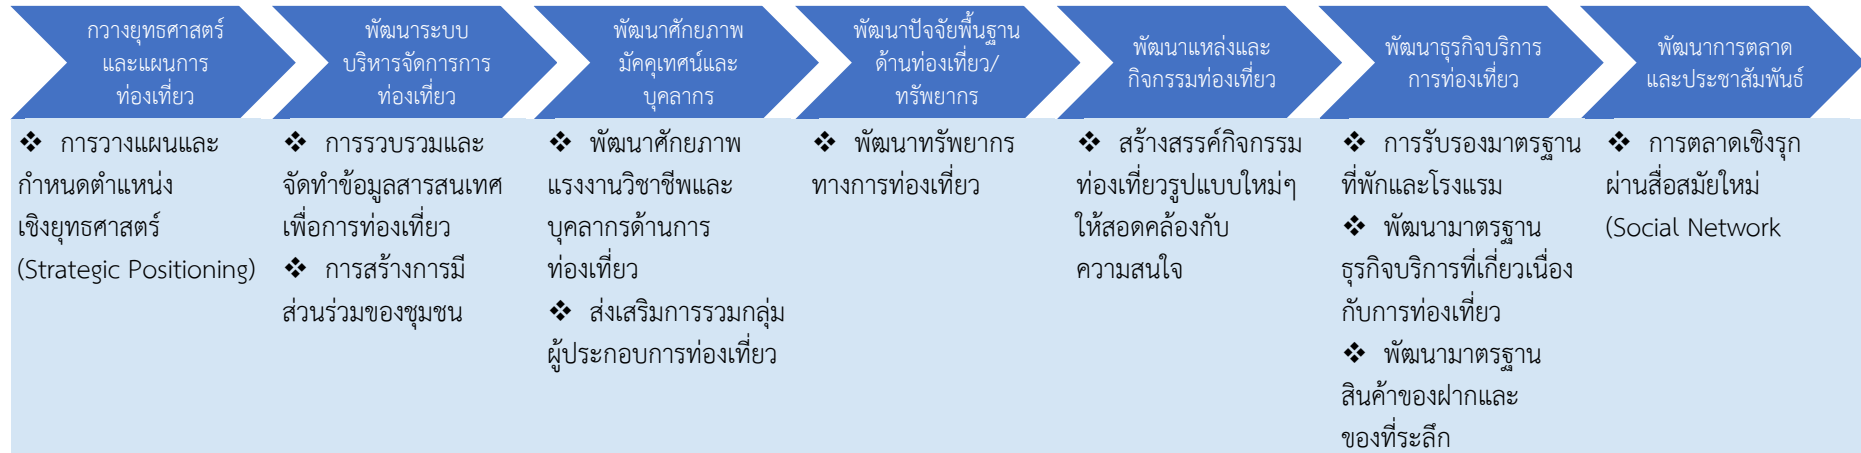 กวางยุทธศาสตร์
และแผนการ
ท่องเที่ยว
พัฒนาระบบ
บริหารจัดการการ
ท่องเที่ยว
พัฒนาศักยภาพ
มัคคุเทศน์และ
บุคลากร
พัฒนาปัจจัยพื้นฐาน
ด้านท่องเที่ยว/
ทรัพยากร
พัฒนาแหล่งและ
กิจกรรมท่องเที่ยว
พัฒนาธุรกิจบริการ
การท่องเที่ยว
พัฒนาการตลาด
และประชาสัมพันธ์
❖ การวางแผนและ
กำหนดตำแหน่ง
เชิงยุทธศาสตร์
(Strategic Positioning)
❖ การรวบรวมและ
จัดทำข้อมูลสารสนเทศ
เพื่อการท่องเที่ยว
❖ การสร้างการมี
ส่วนร่วมของชุมชน
❖ พัฒนาศักยภาพ
แรงงานวิชาชีพและ
บุคลากรด้านการ
ท่องเที่ยว
❖ ส่งเสริมการรวมกลุ่ม
ผู้ประกอบการท่องเที่ยว
❖ พัฒนาทรัพยากร
ทางการท่องเที่ยว
❖ สร้างสรรค์กิจกรรม
ท่องเที่ยวรูปแบบใหม่ๆ
ให้สอดคล้องกับ
ความสนใจ
❖ การรับรองมาตรฐาน
ที่พักและโรงแรม
❖ พัฒนามาตรฐาน
ธุรกิจบริการที่เกี่ยวเนื่อง
กับการท่องเที่ยว
❖ พัฒนามาตรฐาน
สินค้าของฝากและ
ของที่ระลึก
❖ การตลาดเชิงรุก
ผ่านสื่อสมัยใหม่
(Social Network